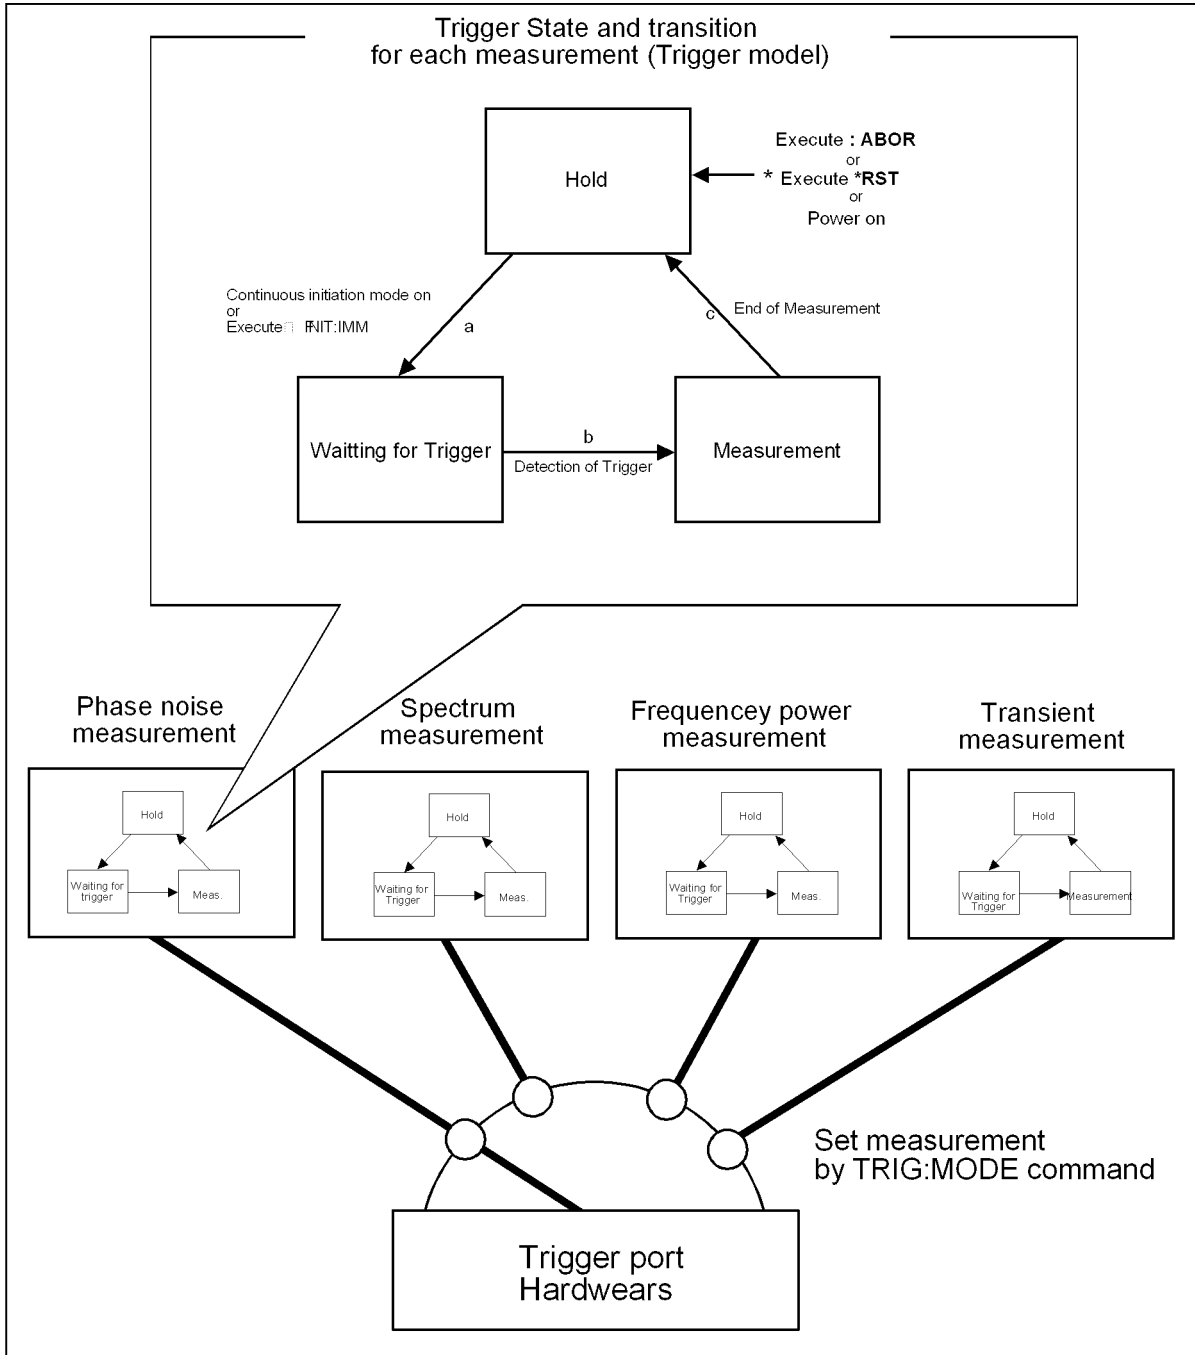 Trigger State and transition
for each measurement (Trigger model)
Hold
Execute : ABOR
or
* Execute *RST
or
Power on
Continuous initiation mode on
or
Execute NIT:IMM
a
c
End of Measurement
Waitting for Trigger
b
Detection of Trigger
Measurement
Phase noise
measurement
Spectrum
measurement
Frequencey power
measurement
Transient
measurement
Hold
Waiting for
trigger
Meas.
Hold
Waiting for
Trigger
Meas.
Hold
Waiting for
Trigger
Meas.
Hold
Waiting for
Trigger
Measurement
Set measurement
by TRIG:MODE command
Trigger port
Hardwears